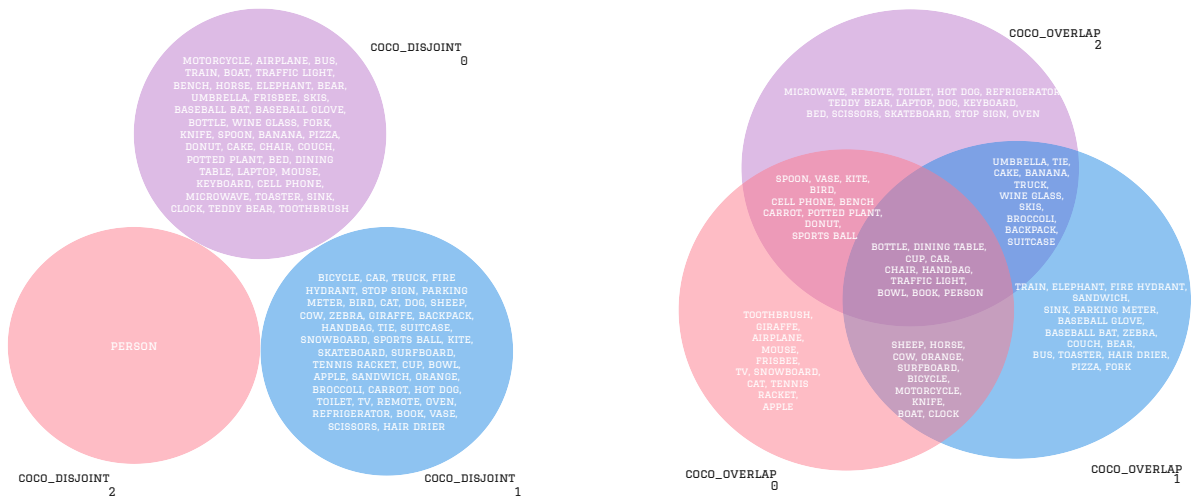 COCO_DISJOINT
0
MOTORCYCLE, AIRPLANE, BUS,
TRAIN, BOAT, TRAFFIC LIGHT,
BENCH, HORSE, ELEPHANT, BEAR,
UMBRELLA, FRISBEE, SKIS,
BASEBALL BAT, BASEBALL GLOVE,
BOTTLE, WINE GLASS, FORK,
KNIFE, SPOON, BANANA, PIZZA,
DONUT, CAKE, CHAIR, COUCH,
POTTED PLANT, BED, DINING
TABLE, LAPTOP, MOUSE,
KEYBOARD, CELL PHONE,
MICROWAVE, TOASTER, SINK,
CLOCK, TEDDY BEAR, TOOTHBRUSH
PERSON
COCO_DISJOINT
2
BICYCLE, CAR, TRUCK, FIRE
HYDRANT, STOP SIGN, PARKING
METER, BIRD, CAT, DOG, SHEEP,
COW, ZEBRA, GIRAFFE, BACKPACK,
HANDBAG, TIE, SUITCASE,
SNOWBOARD, SPORTS BALL, KITE,
SKATEBOARD, SURFBOARD,
TENNIS RACKET, CUP, BOWL,
APPLE, SANDWICH, ORANGE,
BROCCOLI, CARROT, HOT DOG,
TOILET, TV, REMOTE, OVEN,
REFRIGERATOR, BOOK, VASE,
SCISSORS, HAIR DRIER
COCO_DISJOINT
1
COCO_OVERLAP
2
MICROWAVE, REMOTE, TOILET, HOT DOG, REFRIGERATOR,
TEDDY BEAR, LAPTOP, DOG, KEYBOARD,
BED, SCISSORS, SKATEBOARD, STOP SIGN, OVEN
SPOON, VASE, KITE,
BIRD,
CELL PHONE, BENCH
CARROT, POTTED PLANT,
DONUT,
SPORTS BALL
UMBRELLA, TIE,
CAKE, BANANA,
TRUCK,
WINE GLASS,
SKIS,
BROCCOLI,
BACKPACK,
SUITCASE
BOTTLE, DINING TABLE,
CUP, CAR,
CHAIR, HANDBAG,
TRAFFIC LIGHT,
BOWL, BOOK, PERSON
TOOTHBRUSH,
GIRAFFE,
AIRPLANE,
MOUSE,
FRISBEE,
TV, SNOWBOARD,
CAT, TENNIS
RACKET,
APPLE
SHEEP, HORSE,
COW, ORANGE,
SURFBOARD,
BICYCLE,
MOTORCYCLE,
KNIFE,
BOAT, CLOCK
TRAIN, ELEPHANT, FIRE HYDRANT,
SANDWICH,
SINK, PARKING METER,
BASEBALL GLOVE,
BASEBALL BAT, ZEBRA,
COUCH, BEAR,
BUS, TOASTER, HAIR DRIER,
PIZZA, FORK
COCO_OVERLAP
0
COCO_OVERLAP
1